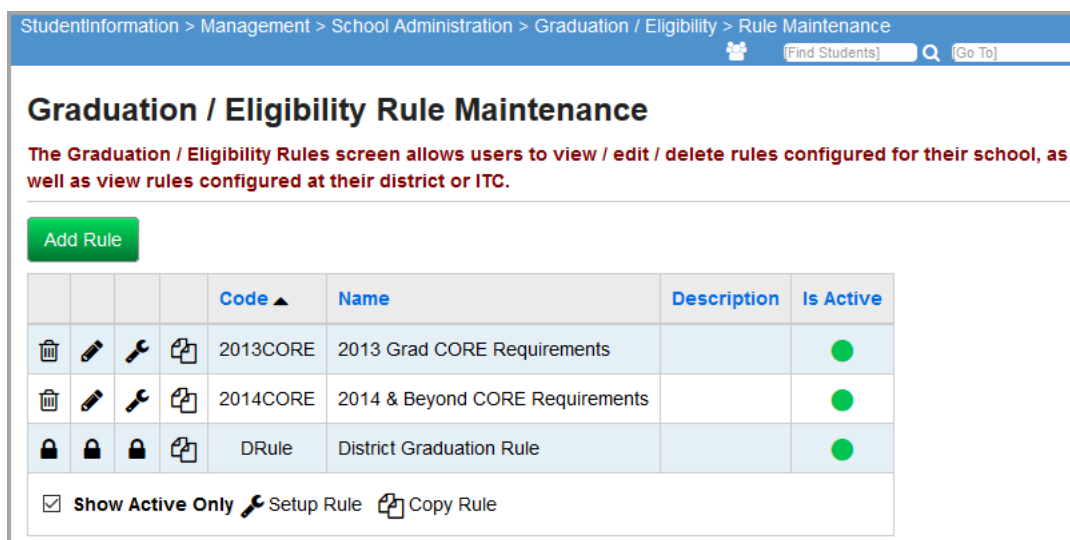 StudentInformation > Management > School Administration > Graduation / Eligibility > Rule Maintenance
[Find Students] [Go To]
Graduation / Eligibility Rule Maintenance
The Graduation / Eligibility Rules screen allows users to view / edit / delete rules configured for their school, as
well as view rules configured at their district or ITC.
Add Rule
Code Name Description Is Active
2013CORE 2013 Grad CORE Requirements
2014CORE 2014 & Beyond CORE Requirements
DRule District Graduation Rule
Show Active Only Setup Rule Copy Rule